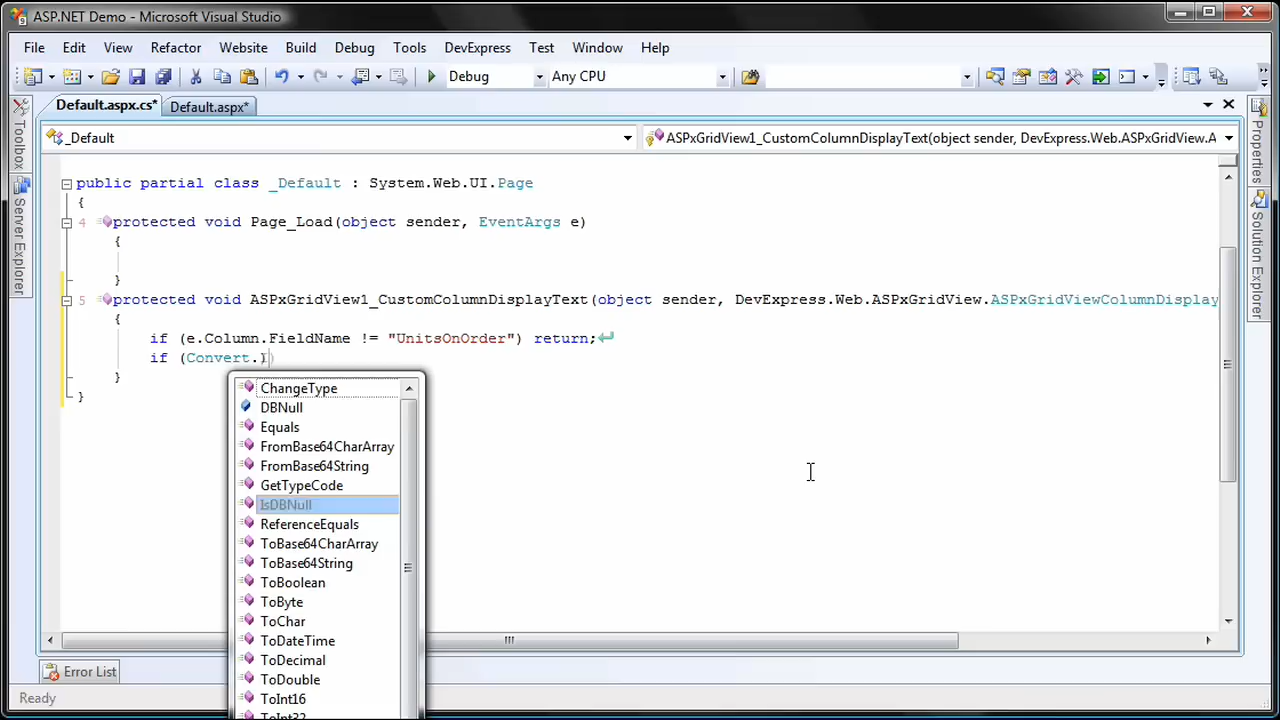 ASP.NET Demo - Microsoft Visual Studio
File Edit View Refactor Website Build Debug Tools DevExpress Test Window Help
Debug Any CPU
Default.aspx.cs* Default.aspx*
_Default ASPxGridView1_CustomColumnDisplayText(object sender, DevExpress.Web.ASPxGridView.A
Toolbox
Server Explorer
Properties
Solution Explorer
public partial class _Default : System.Web.UI.Page
{
4 protected void Page_Load(object sender, EventArgs e)
{
}
5 protected void ASPxGridView1_CustomColumnDisplayText(object sender, DevExpress.Web.ASPxGridView.ASPxGridViewColumnDisplay
{
if (e.Column.FieldName != "UnitsOnOrder") return;
if (Convert.)
}
}
ChangeType
DBNull
Equals
FromBase64CharArray
FromBase64String
GetTypeCode
IsDBNull
ReferenceEquals
ToBase64CharArray
ToBase64String
ToBoolean
ToByte
ToChar
ToDateTime
ToDecimal
ToDouble
ToInt16
ToInt32
Error List
Ready